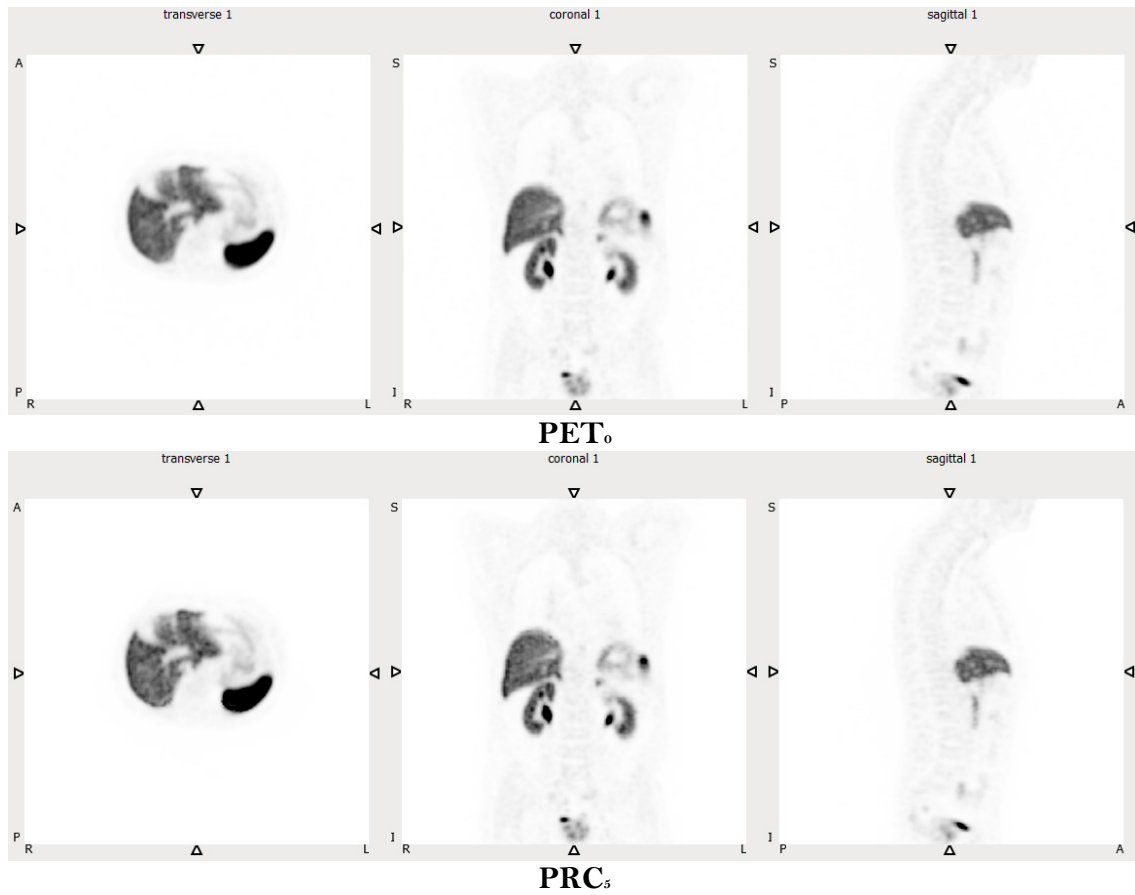 transverse 1 coronal 1 sagittal 1
A S S
P I I
R L R L P A
PET₀
transverse 1 coronal 1 sagittal 1
A S S
P I I
R L R L P A
PRC₅